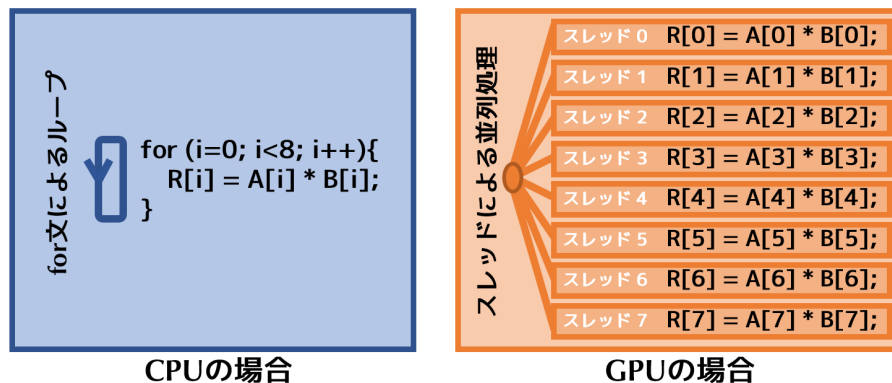 for文によるループ
for (i=0; i<8; i++){
R[i] = A[i] * B[i];
}
CPUの場合
スレッドによる並列処理
スレッド 0 R[0] = A[0] * B[0];
スレッド 1 R[1] = A[1] * B[1];
スレッド 2 R[2] = A[2] * B[2];
スレッド 3 R[3] = A[3] * B[3];
スレッド 4 R[4] = A[4] * B[4];
スレッド 5 R[5] = A[5] * B[5];
スレッド 6 R[6] = A[6] * B[6];
スレッド 7 R[7] = A[7] * B[7];
GPUの場合